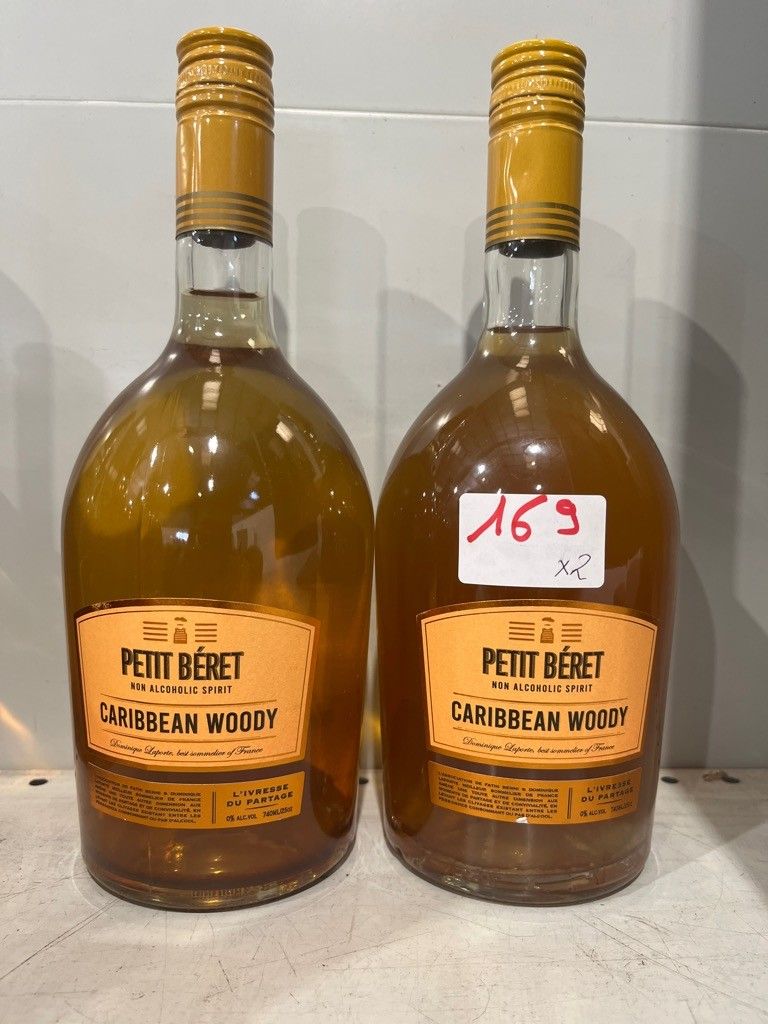 PETIT BÉRET
NON ALCOHOLIC SPIRIT
CARIBBEAN WOODY
Dominique Laporte, best sommelier of France
L'IVRESSE
DU PARTAGE
0% ALC.VOL 740ML/25oz
169
x2
PETIT BÉRET
NON ALCOHOLIC SPIRIT
CARIBBEAN WOODY
Dominique Laporte, best sommelier of France
L'IVRESSE
DU PARTAGE
0% ALC.VOL